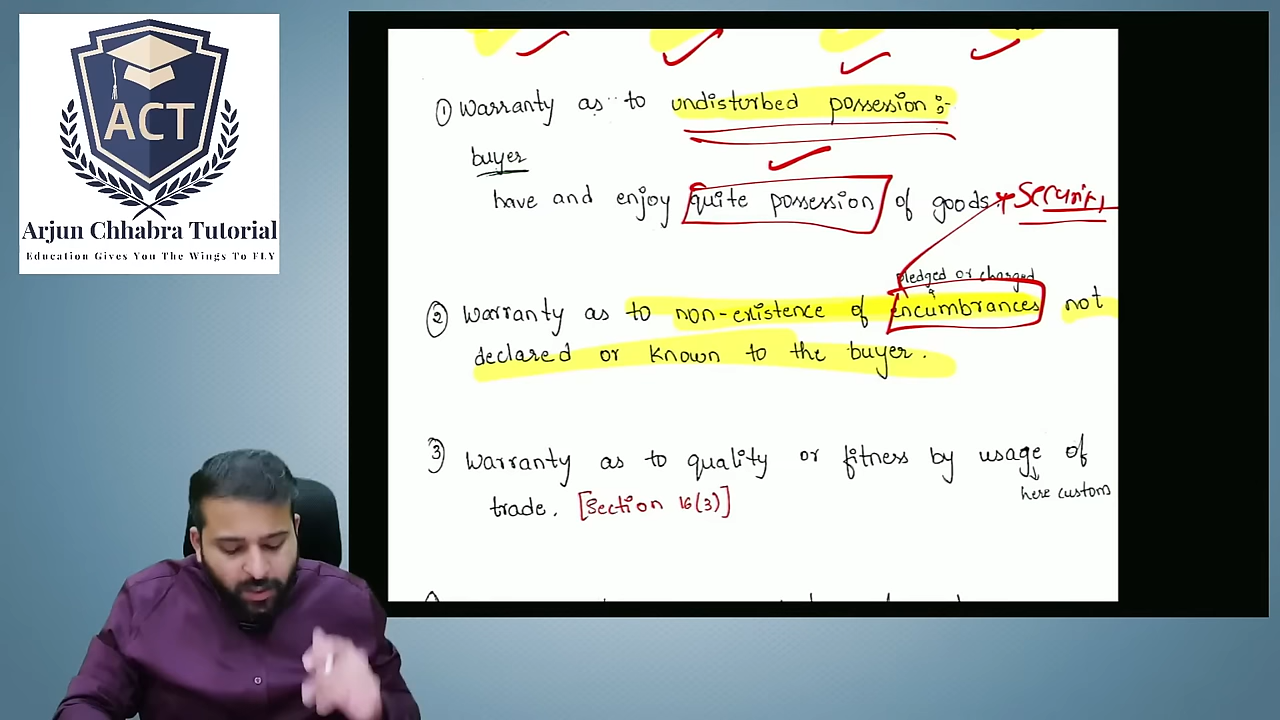 ACT
Arjun Chhabra Tutorial
Education Gives You The Wings To FLY
① Warranty as to undisturbed possession :-
buyer
have and enjoy quite possession of goods.
pledged or charged
② Warranty as to non-existence of encumbrances not
declared or known to the buyer.
③ Warranty as to quality or fitness by usage of
here custom
trade. [Section 16(3)]